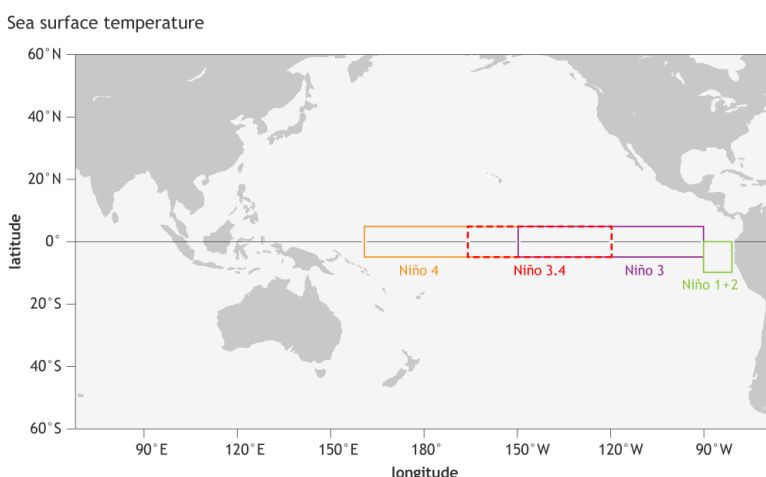 Sea surface temperature
60°N
40°N
20°N
0°
20°S
40°S
60°S
latitude
Niño 4
Niño 3.4
Niño 3
Niño 1+2
90°E
120°E
150°E
180°
150°W
120°W
90°W
longitude